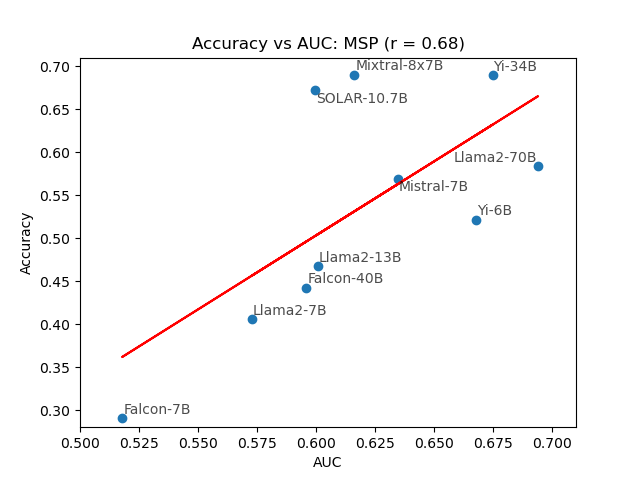 Accuracy vs AUC: MSP (r = 0.68)
Mixtral-8x7B
Yi-34B
SOLAR-10.7B
Llama2-70B
Mistral-7B
Yi-6B
Llama2-13B
Falcon-40B
Llama2-7B
Falcon-7B
Accuracy
0.70
0.65
0.60
0.55
0.50
0.45
0.40
0.35
0.30
0.500 0.525 0.550 0.575 0.600 0.625 0.650 0.675 0.700
AUC